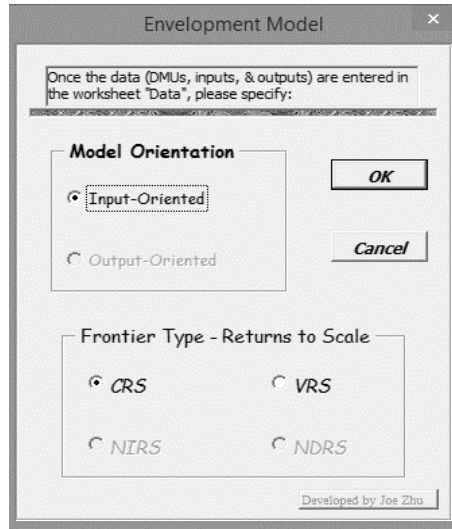 Envelopment Model
×
Once the data (DMUs, inputs, & outputs) are entered in
the worksheet "Data", please specify:
Model Orientation
Input-Oriented
OK
Output-Oriented
Cancel
Frontier Type - Returns to Scale
CRS
VRS
NIRS
NDRS
Developed by Joe Zhu